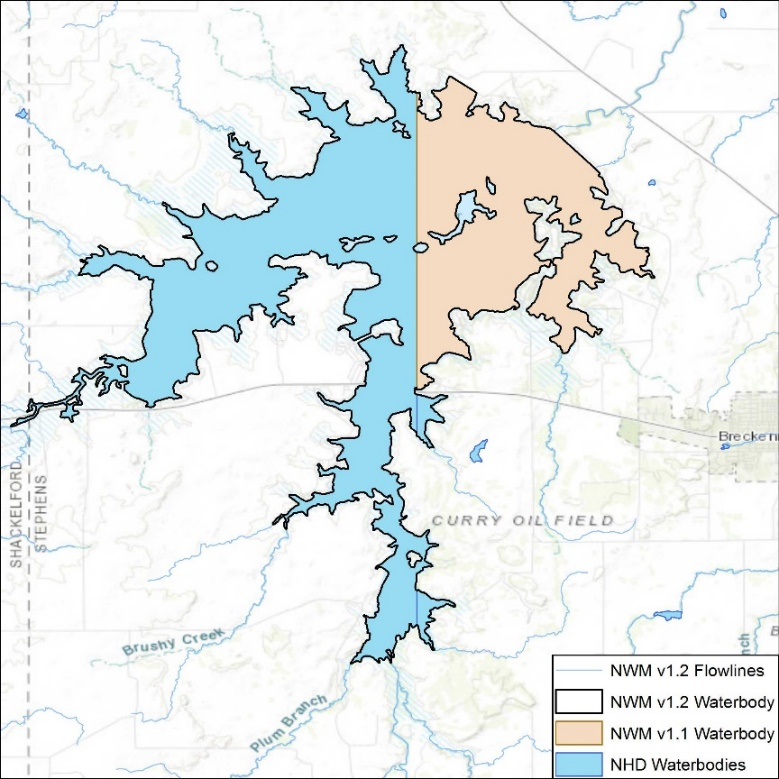 SHACKELFORD
STEPHENS
Brecken
CURRY OIL FIELD
Brushy Creek
Plum Branch
nch
B
NWM v1.2 Flowlines
NWM v1.2 Waterbody
NWM v1.1 Waterbody
NHD Waterbodies